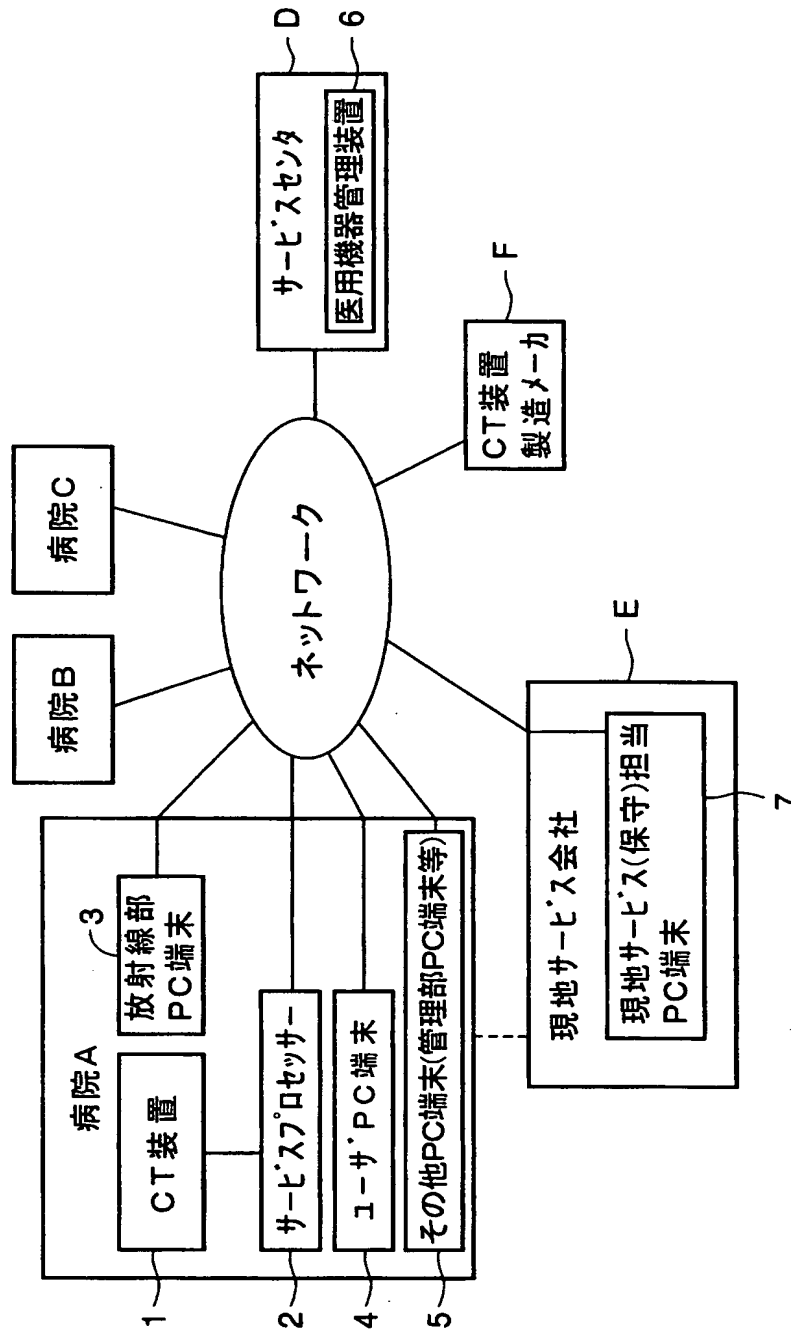 病院A
1
CT装置
3
放射線部
PC端末
2
サービスプロセッサー
4
ユーザPC端末
5
その他PC端末(管理部PC端末等)
病院B
病院C
ネットワーク
サービスセンタ
D
医用機器管理装置
6
CT装置
製造メーカ
F
現地サービス会社
E
現地サービス(保守)担当
PC端末
7